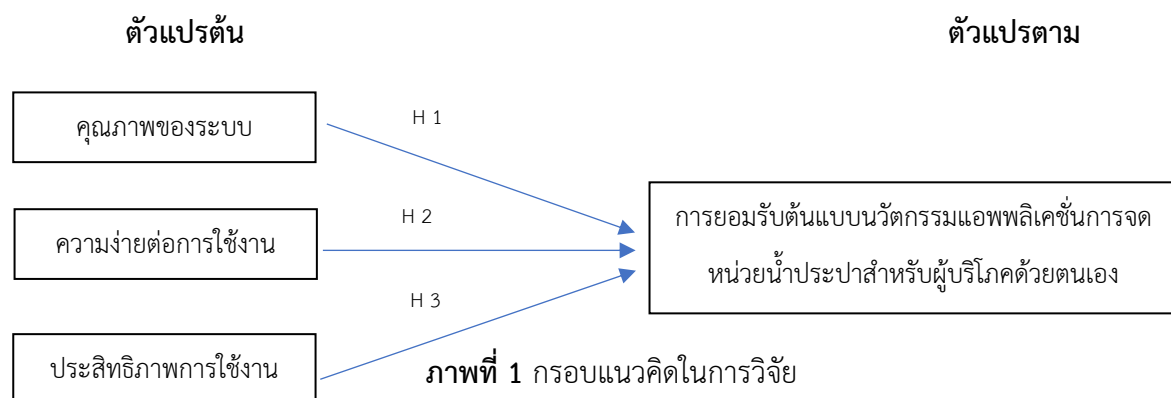 ตัวแปรต้น
ตัวแปรตาม
คุณภาพของระบบ
H 1
ความง่ายต่อการใช้งาน
H 2
การยอมรับต้นแบบนวัตกรรมแอพพลิเคชั่นการจด
หน่วยน้ำประปาสำหรับผู้บริโภคด้วยตนเอง
H 3
ประสิทธิภาพการใช้งาน
ภาพที่ 1 กรอบแนวคิดในการวิจัย